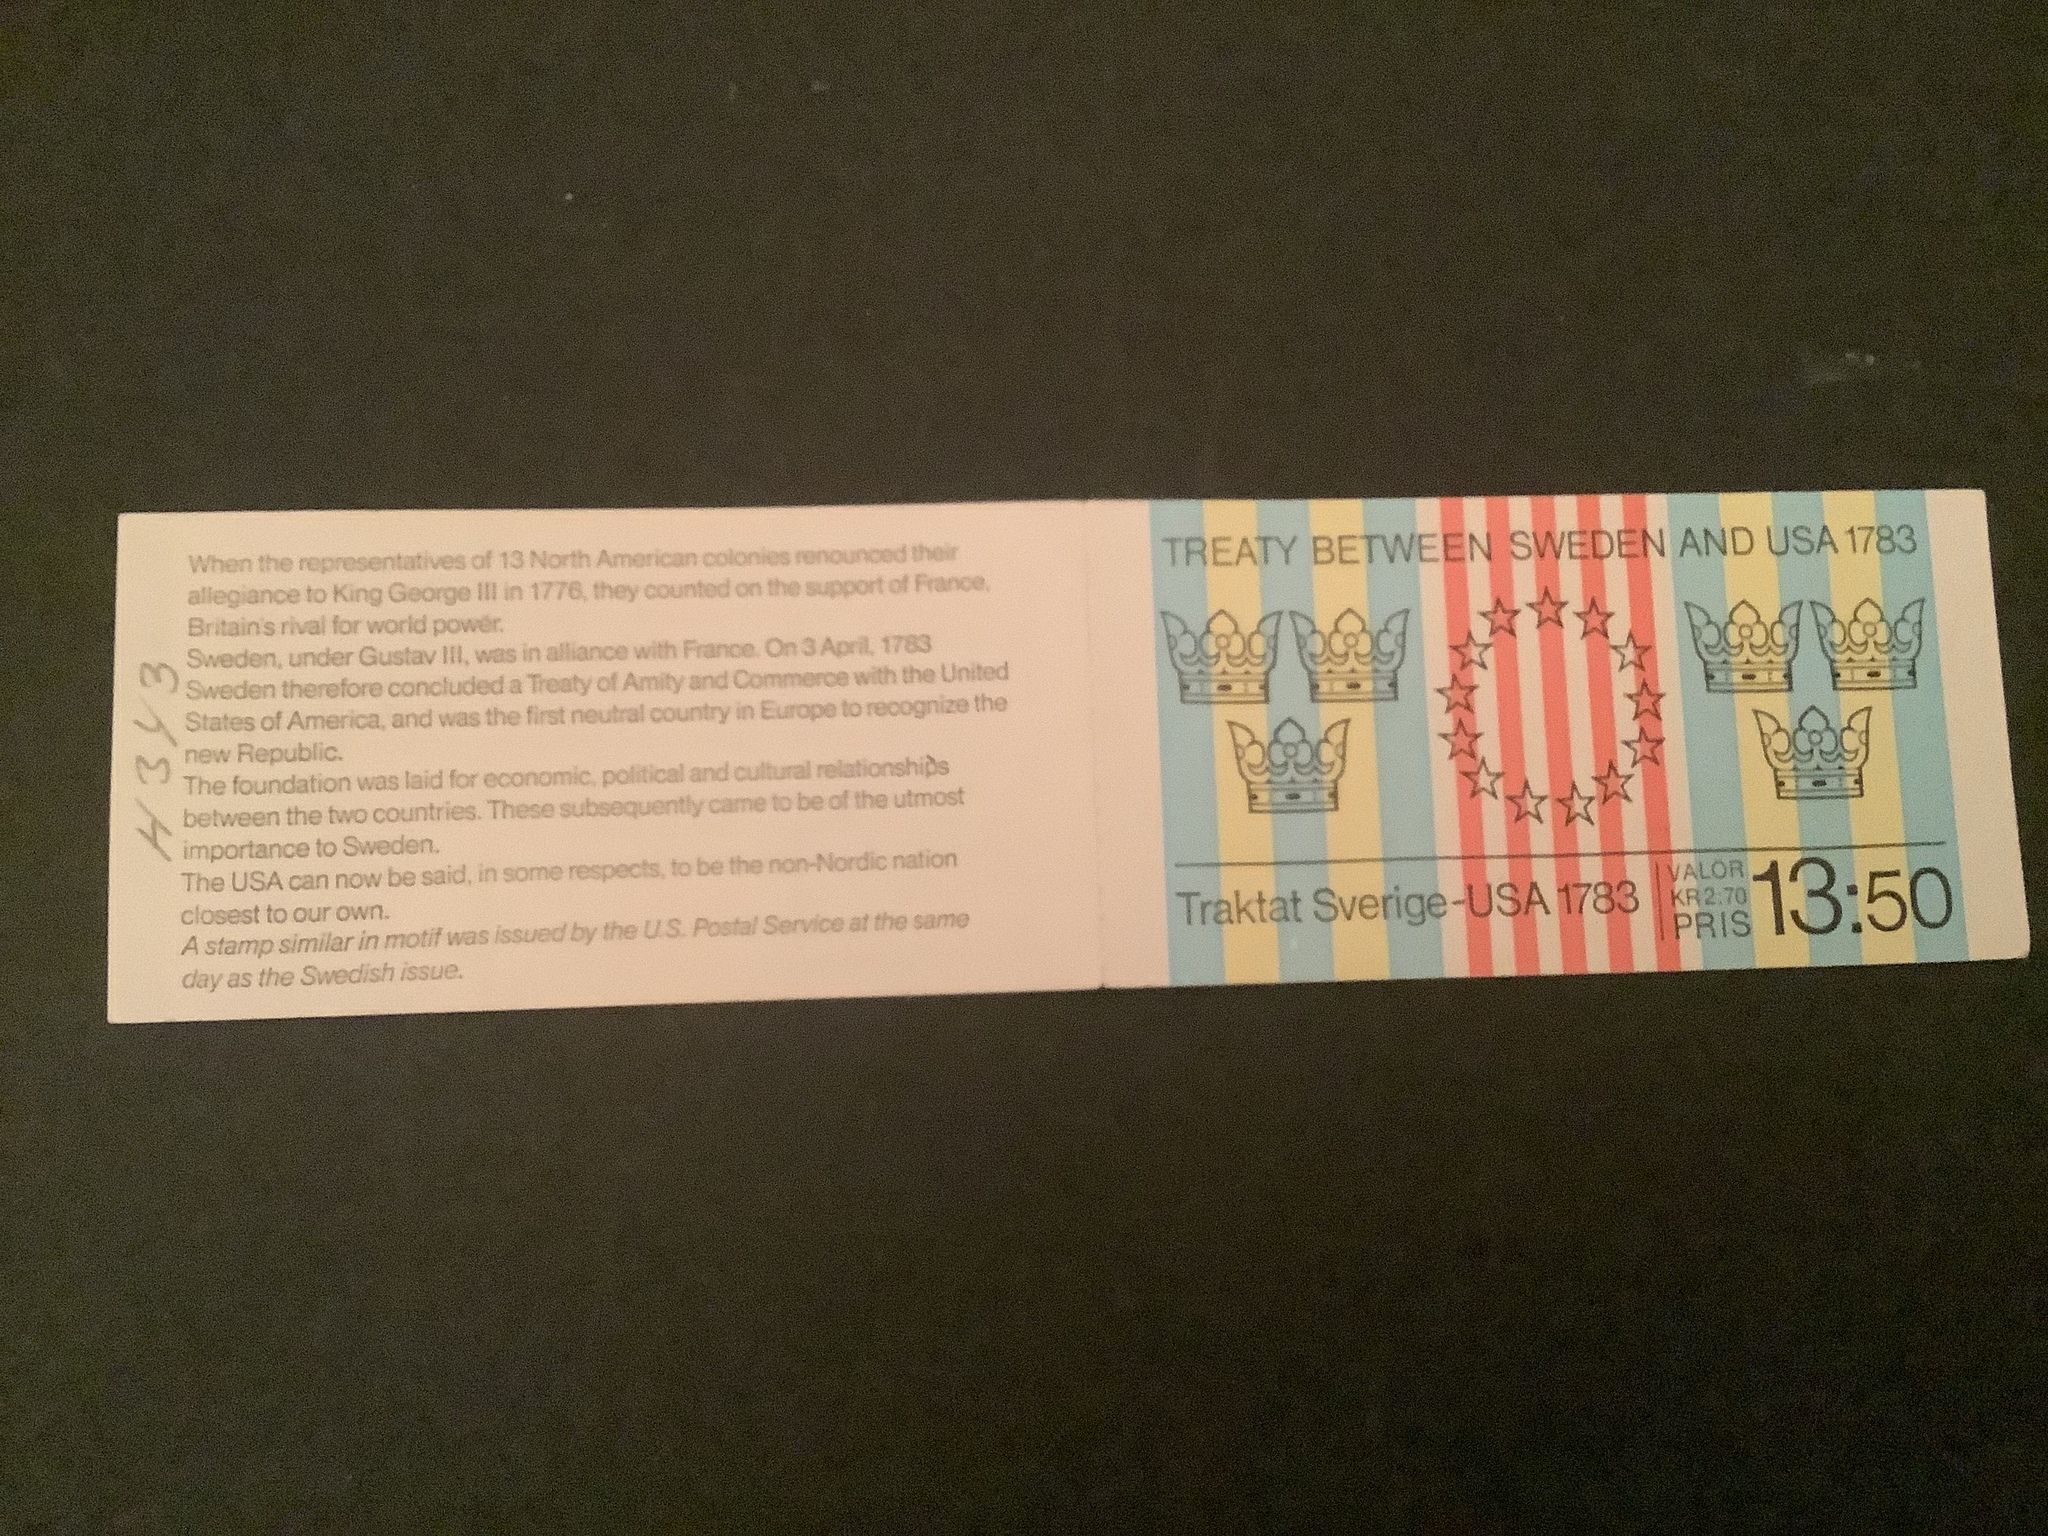 When the representatives of 13 North American colonies renounced their
allegiance to King George III in 1776, they counted on the support of France,
Britain's rival for world power.
Sweden, under Gustav III, was in alliance with France. On 3 April, 1783
Sweden therefore concluded a Treaty of Amity and Commerce with the United
States of America, and was the first neutral country in Europe to recognize the
new Republic.
The foundation was laid for economic, political and cultural relationships
between the two countries. These subsequently came to be of the utmost
importance to Sweden.
The USA can now be said, in some respects, to be the non-Nordic nation
closest to our own.
A stamp similar in motif was issued by the U.S. Postal Service at the same
day as the Swedish issue.
H 343
TREATY BETWEEN SWEDEN AND USA 1783
Traktat Sverige-USA 1783
VALÖR
KR 2:70
PRIS 13:50